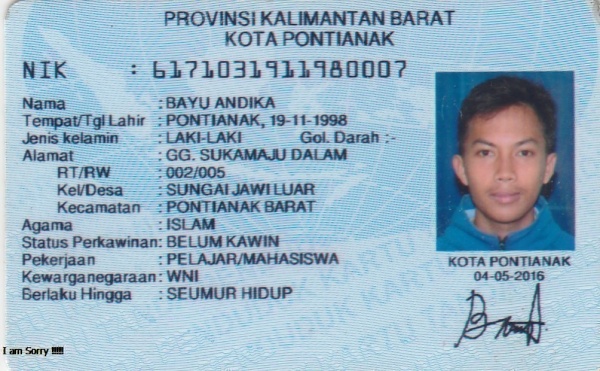 PROVINSI KALIMANTAN BARAT
KOTA PONTIANAK
NIK : 6171031911980007
Nama : BAYU ANDIKA
Tempat/Tgl Lahir : PONTIANAK, 19-11-1998
Jenis kelamin : LAKI-LAKI Gol. Darah :-
Alamat : GG. SUKAMAJU DALAM
RT/RW : 002/005
Kel/Desa : SUNGAI JAWI LUAR
Kecamatan : PONTIANAK BARAT
Agama : ISLAM
Status Perkawinan: BELUM KAWIN
Pekerjaan : PELAJAR/MAHASISWA
Kewarganegaraan: WNI
Berlaku Hingga : SEUMUR HIDUP
KOTA PONTIANAK
04-05-2016
I am Sorry !!!!!